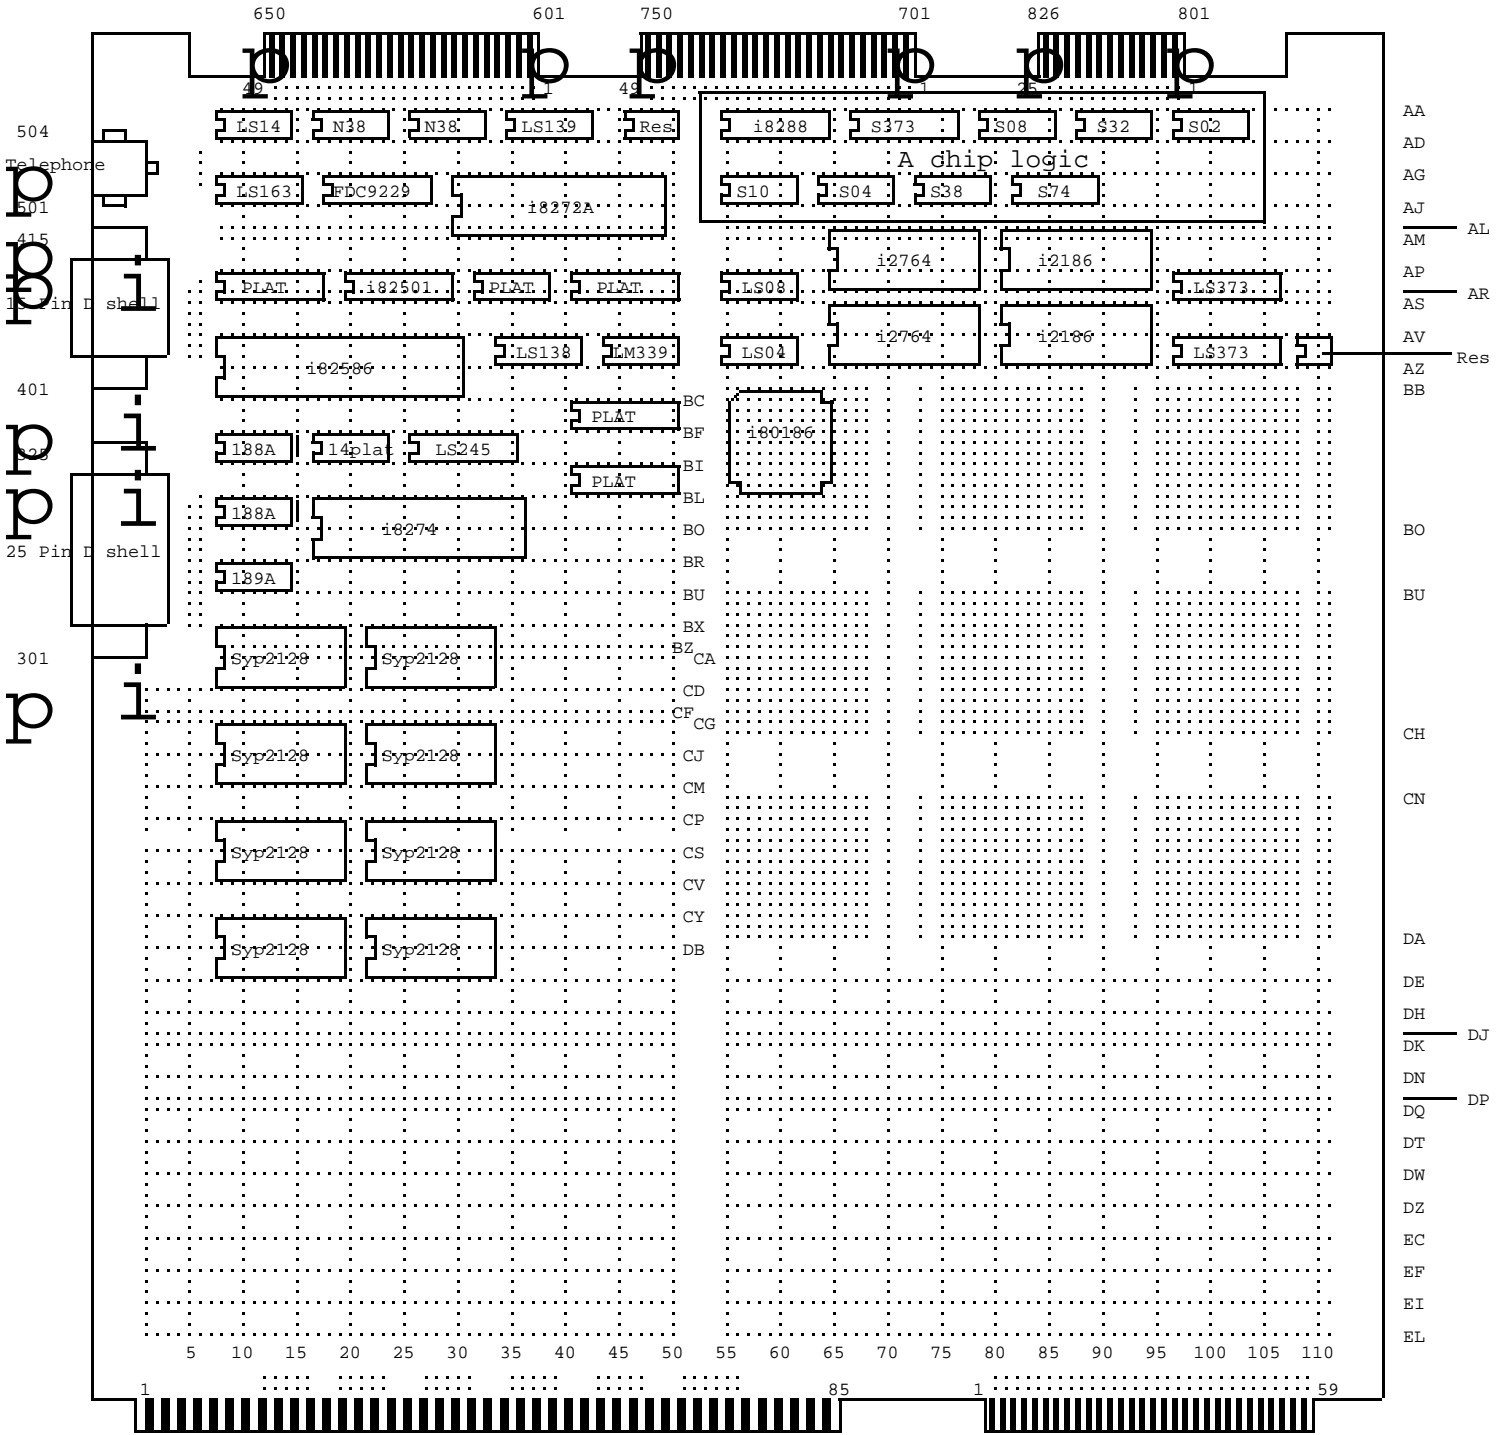 650 601 750 701 826 801
p p p p p p
49 1 49 1 25 1
504
LS14 N38 N38 LS139 Res i8288 S373 S08 S32 S02 AA
AD
Telephone
A chip logic
p
LS163 FDC9229 i8272A S10 S04 S38 S74 AG
501
AJ
AL
415
AM
p i
i2764 i2186
AP
PLAT i82501 PLAT PLAT LS08 LS373
AR
15 Pin D shell
p
AS
i2764 i2186
AV
LS138 LM339 LS04 LS373
Res
i82586
AZ
401
BB
BC
PLAT
i80186
p i
BF
188A 14plat LS245
325
BI
PLAT
BL
p i
188A
i8274
BO BO
25 Pin D shell
BR
189A
BU BU
BX
BZ
301
Syp2128 Syp2128
CA
p i
CD
CF
CG
CH
Syp2128 Syp2128
CJ
CM
CN
CP
Syp2128 Syp2128
CS
CV
CY
DA
Syp2128 Syp2128
DB
DE
DH
DJ
DK
DN
DP
DQ
DT
DW
DZ
EC
EF
EI
EL
5 10 15 20 25 30 35 40 45 50 55 60 65 70 75 80 85 90 95 100 105 110
1 85 1 59